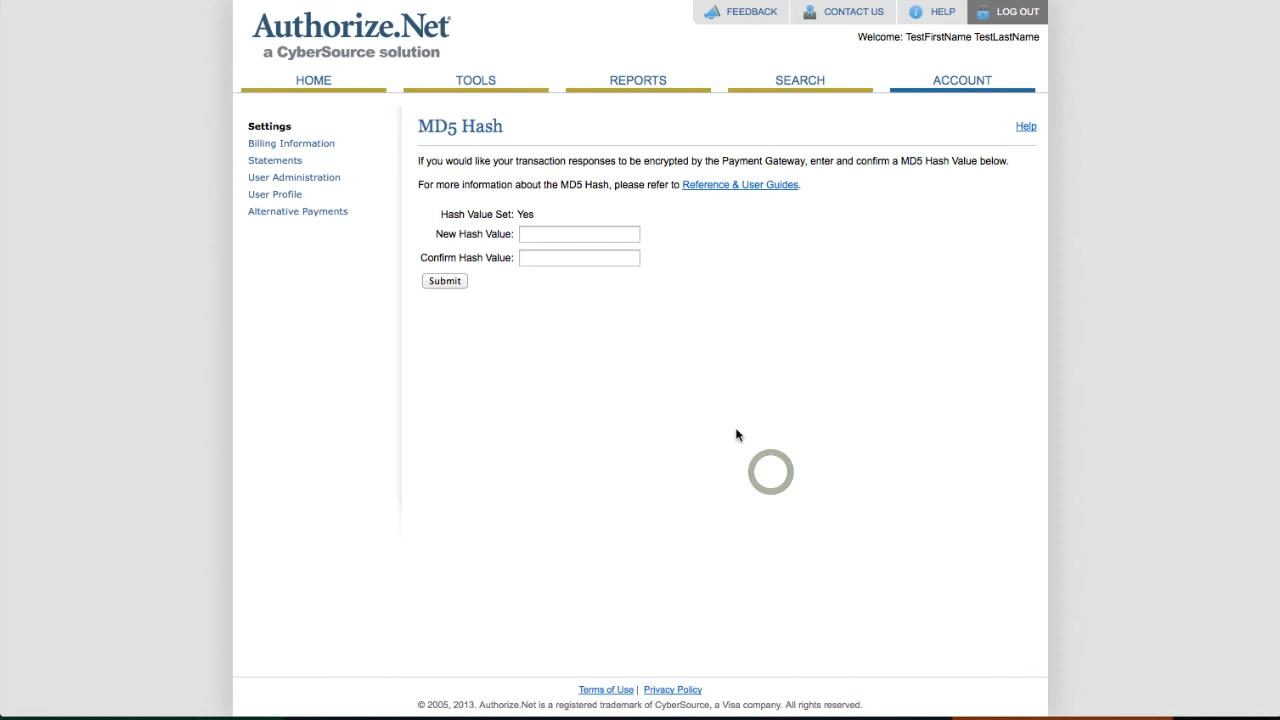 FEEDBACK CONTACT US HELP LOG OUT
Authorize.Net
a CyberSource solution
Welcome: TestFirstName TestLastName
HOME TOOLS REPORTS SEARCH ACCOUNT
Settings
Billing Information
Statements
User Administration
User Profile
Alternative Payments
MD5 Hash
Help
If you would like your transaction responses to be encrypted by the Payment Gateway, enter and confirm a MD5 Hash Value below.
For more information about the MD5 Hash, please refer to Reference & User Guides.
Hash Value Set: Yes
New Hash Value:
Confirm Hash Value:
Submit
Terms of Use | Privacy Policy
© 2005, 2013. Authorize.Net is a registered trademark of CyberSource, a Visa company. All rights reserved.